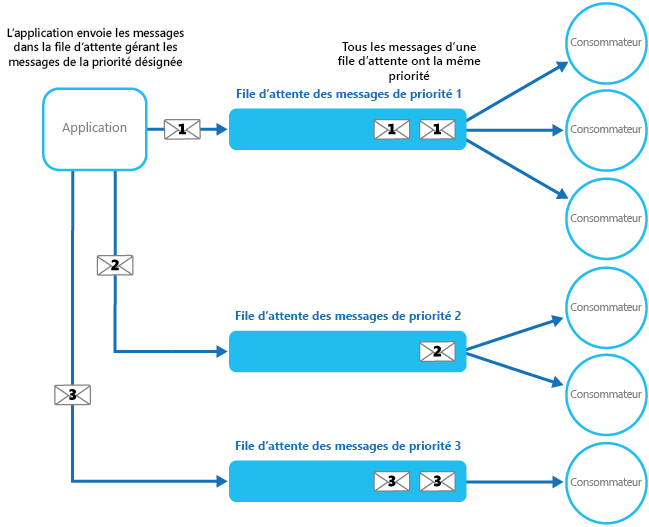 L'application envoie les messages
dans la file d'attente gérant les
messages de la priorité désignée
Tous les messages d'une
file d'attente ont la même
priorité
Application
1
File d'attente des messages de priorité 1
1 1
Consommateur
Consommateur
Consommateur
2
File d'attente des messages de priorité 2
2
Consommateur
Consommateur
3
File d'attente des messages de priorité 3
3 3
Consommateur